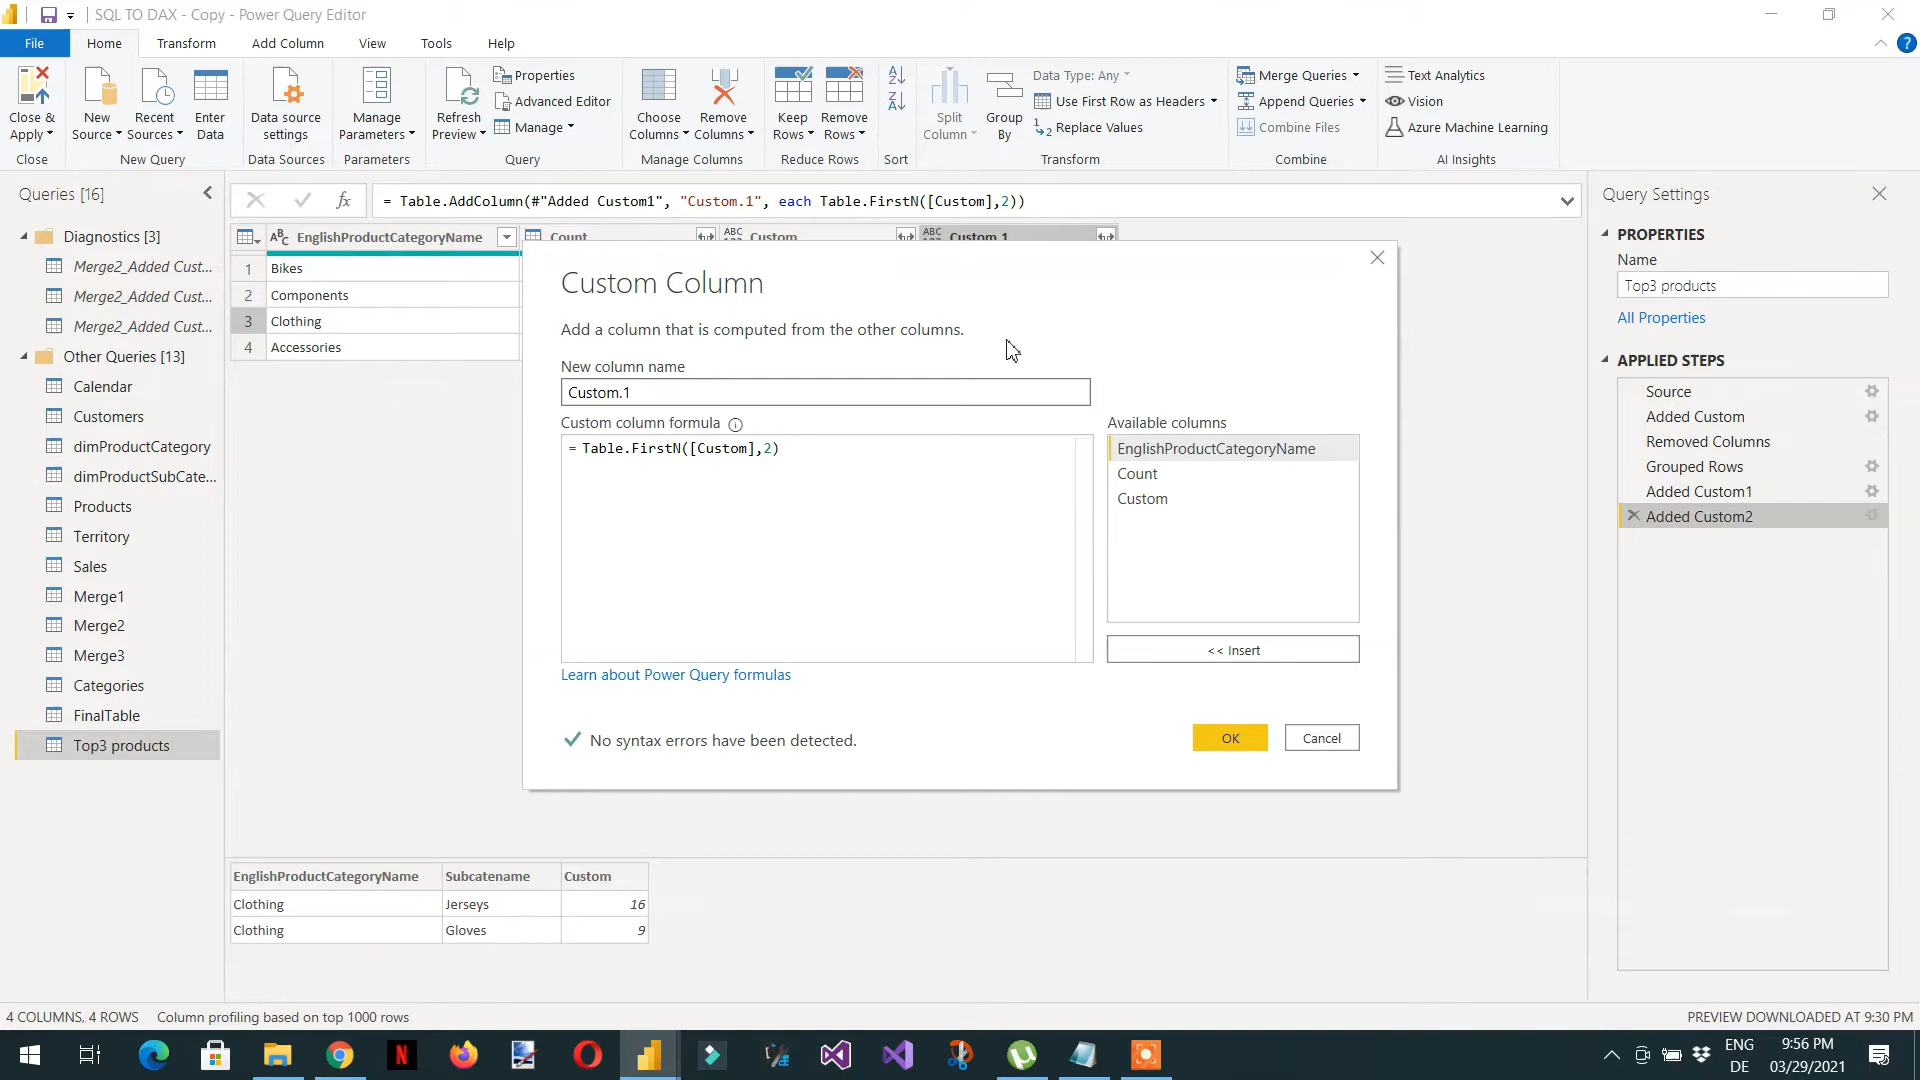 SQL TO DAX - Copy - Power Query Editor
File Home Transform Add Column View Tools Help
Close & Apply
Close
New Source
Recent Sources
Enter Data
New Query
Data source settings
Data Sources
Manage Parameters
Parameters
Refresh Preview
Properties
Advanced Editor
Manage
Query
Choose Columns
Remove Columns
Manage Columns
Keep Rows
Remove Rows
Reduce Rows
A Z
Z A
Sort
Split Column
Group By
Data Type: Any
Use First Row as Headers
1 2 Replace Values
Transform
Merge Queries
Append Queries
Combine Files
Combine
Text Analytics
Vision
Azure Machine Learning
AI Insights
?
Queries [16]
Diagnostics [3]
Merge2_Added Cust...
Merge2_Added Cust...
Merge2_Added Cust...
Other Queries [13]
Calendar
Customers
dimProductCategory
dimProductSubCate...
Products
Territory
Sales
Merge1
Merge2
Merge3
Categories
FinalTable
Top3 products
fx = Table.AddColumn(#"Added Custom1", "Custom.1", each Table.FirstN([Custom],2))
ABC EnglishProductCategoryName Count ABC 123 Custom ABC 123 Custom.1
1 Bikes
2 Components
3 Clothing
4 Accessories
Custom Column
Add a column that is computed from the other columns.
New column name
Custom.1
Custom column formula
= Table.FirstN([Custom],2)
Available columns
EnglishProductCategoryName
Count
Custom
<< Insert
Learn about Power Query formulas
No syntax errors have been detected.
OK Cancel
Query Settings
PROPERTIES
Name
Top3 products
All Properties
APPLIED STEPS
Source
Added Custom
Removed Columns
Grouped Rows
Added Custom1
Added Custom2
EnglishProductCategoryName Subcatename Custom
Clothing Jerseys 16
Clothing Gloves 9
4 COLUMNS, 4 ROWS Column profiling based on top 1000 rows
PREVIEW DOWNLOADED AT 9:30 PM
N
ENG
DE
9:56 PM
03/29/2021